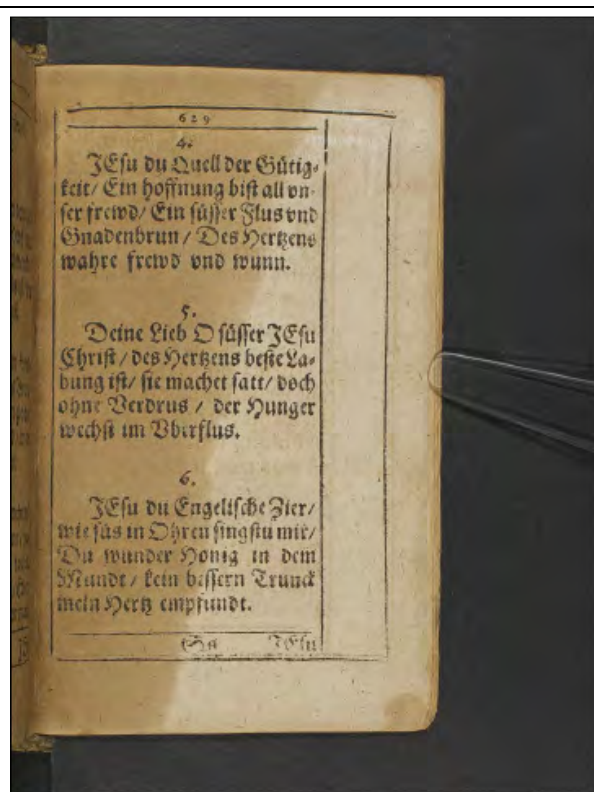 629
4.
JEsu du Quell der Gütig-
keit/ Ein hoffnung bist all vn-
ser frewd/ Ein süsser Flus vnd
Gnadenbrun / Des Hertzens
wahre frewd vnd wunn.
5.
Deine Lieb O süsser JEsu
Christ / des Hertzens beste La-
bung ist/ sie machet satt/ doch
ohne Verdrus / der Hunger
wechst im Vberflus.
6.
JEsu du Engelische Zier/
wie süs in Ohren singstu mir/
Du wunder Honig in dem
Mundt / kein bessern Trunck
mein Hertz empfundt.
JEsu